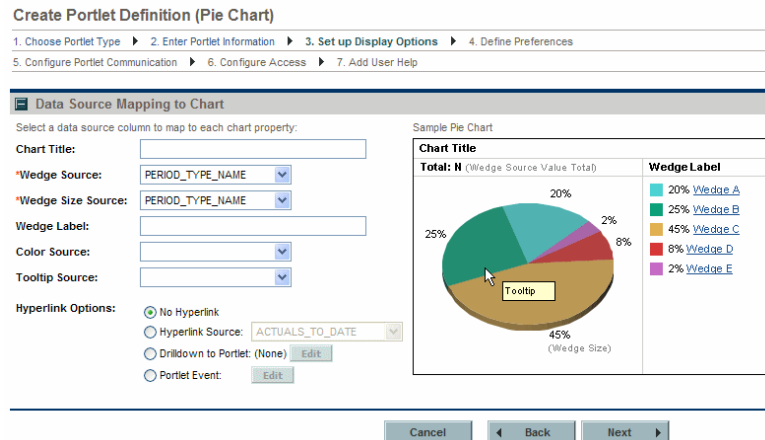 Create Portlet Definition (Pie Chart)
1. Choose Portlet Type 2. Enter Portlet Information 3. Set up Display Options 4. Define Preferences
5. Configure Portlet Communication 6. Configure Access 7. Add User Help
Data Source Mapping to Chart
Select a data source column to map to each chart property:
Chart Title:
*Wedge Source: PERIOD_TYPE_NAME
*Wedge Size Source: PERIOD_TYPE_NAME
Wedge Label:
Color Source:
Tooltip Source:
Hyperlink Options:
No Hyperlink
Hyperlink Source: ACTUALS_TO_DATE
Drilldown to Portlet: (None) Edit
Portlet Event: Edit
Sample Pie Chart
Chart Title
Total: N (Wedge Source Value Total)
20%
2%
8%
25%
Tooltip
45%
(Wedge Size)
Wedge Label
20% Wedge A
25% Wedge B
45% Wedge C
8% Wedge D
2% Wedge E
Cancel Back Next